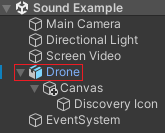 Sound Example
Main Camera
Directional Light
Screen Video
Drone
Canvas
Discovery Icon
EventSystem